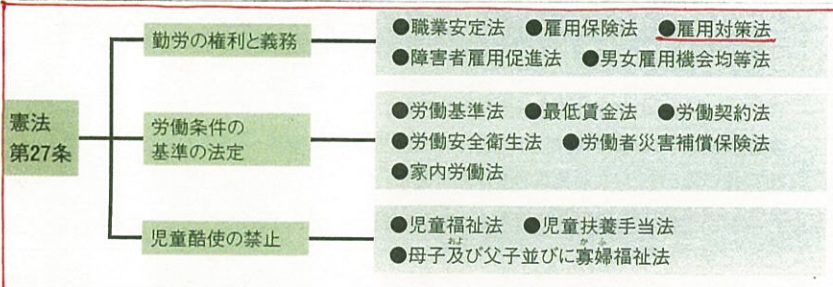 憲法
第27条
勤労の権利と義務
●職業安定法 ●雇用保険法 ●雇用対策法
●障害者雇用促進法 ●男女雇用機会均等法
労働条件の
基準の法定
●労働基準法 ●最低賃金法 ●労働契約法
●労働安全衛生法 ●労働者災害補償保険法
●家内労働法
児童酷使の禁止
●児童福祉法 ●児童扶養手当法
およ かふ
●母子及び父子並びに寡婦福祉法